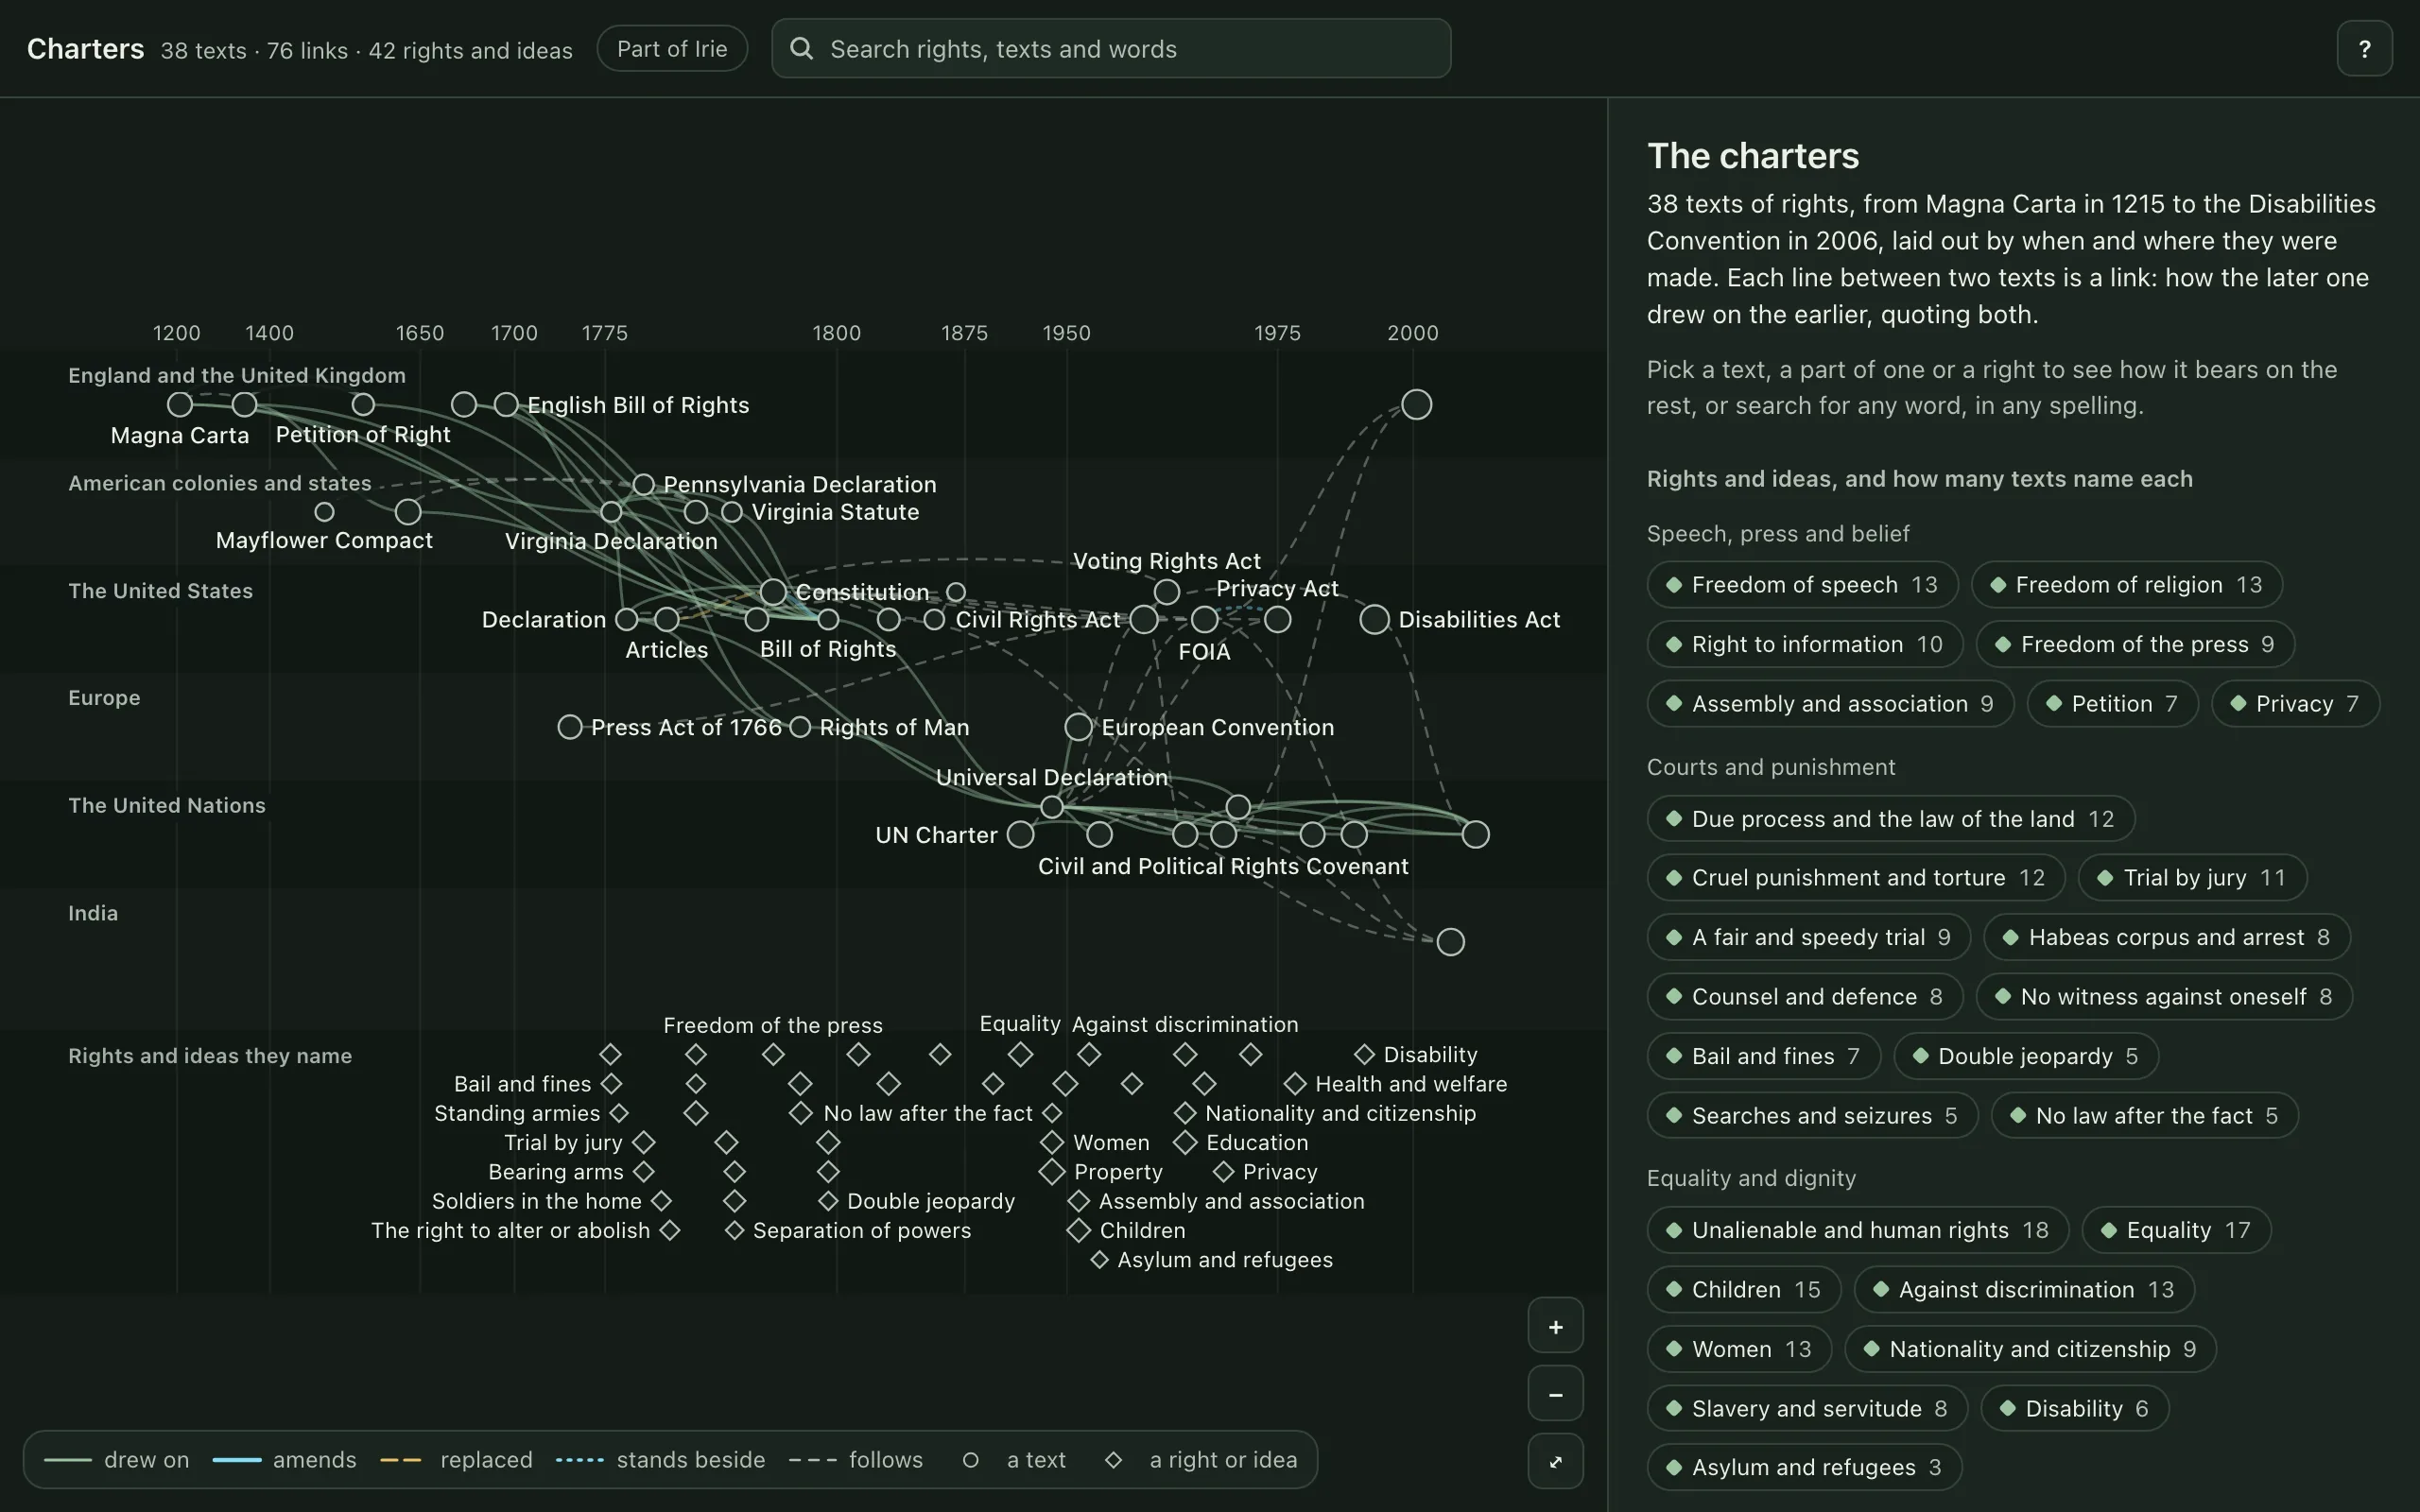 Charters 38 texts · 76 links · 42 rights and ideas Part of Irie Search rights, texts and words ?
1200 1400 1650 1700 1775 1800 1875 1950 1975 2000
England and the United Kingdom
English Bill of Rights
Magna Carta Petition of Right
American colonies and states
Pennsylvania Declaration
Virginia Statute
Mayflower Compact Virginia Declaration
Voting Rights Act
The United States Constitution Privacy Act
Declaration Civil Rights Act Disabilities Act
Articles Bill of Rights FOIA
Europe
Press Act of 1766 Rights of Man European Convention
Universal Declaration
The United Nations
UN Charter
Civil and Political Rights Covenant
India
Freedom of the press Equality Against discrimination
Rights and ideas they name Disability
Bail and fines Health and welfare
Standing armies No law after the fact Nationality and citizenship
Trial by jury Women Education
Bearing arms Property Privacy
Soldiers in the home Double jeopardy Assembly and association
The right to alter or abolish Separation of powers Children
Asylum and refugees
+
−
drew on amends replaced stands beside follows a text a right or idea
The charters
38 texts of rights, from Magna Carta in 1215 to the Disabilities
Convention in 2006, laid out by when and where they were
made. Each line between two texts is a link: how the later one
drew on the earlier, quoting both.
Pick a text, a part of one or a right to see how it bears on the
rest, or search for any word, in any spelling.
Rights and ideas, and how many texts name each
Speech, press and belief
Freedom of speech 13 Freedom of religion 13
Right to information 10 Freedom of the press 9
Assembly and association 9 Petition 7 Privacy 7
Courts and punishment
Due process and the law of the land 12
Cruel punishment and torture 12 Trial by jury 11
A fair and speedy trial 9 Habeas corpus and arrest 8
Counsel and defence 8 No witness against oneself 8
Bail and fines 7 Double jeopardy 5
Searches and seizures 5 No law after the fact 5
Equality and dignity
Unalienable and human rights 18 Equality 17
Children 15 Against discrimination 13
Women 13 Nationality and citizenship 9
Slavery and servitude 8 Disability 6
Asylum and refugees 3